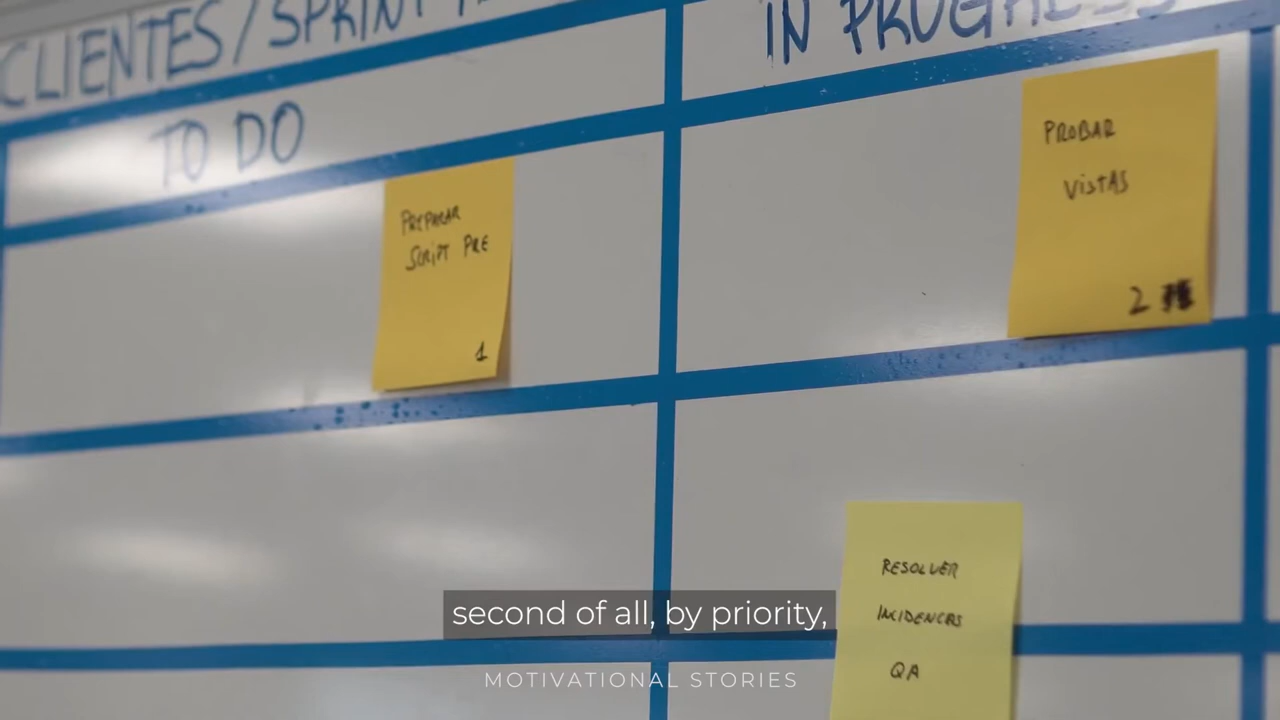 CLIENTES/SPRINT
IN PROGRESS
TO DO
PREPARAR
SCRIPT PRE
1
PROBAR
VISTAS
2
RESOLVER
QA
second of all, by priority,
MOTIVATIONAL STORIES